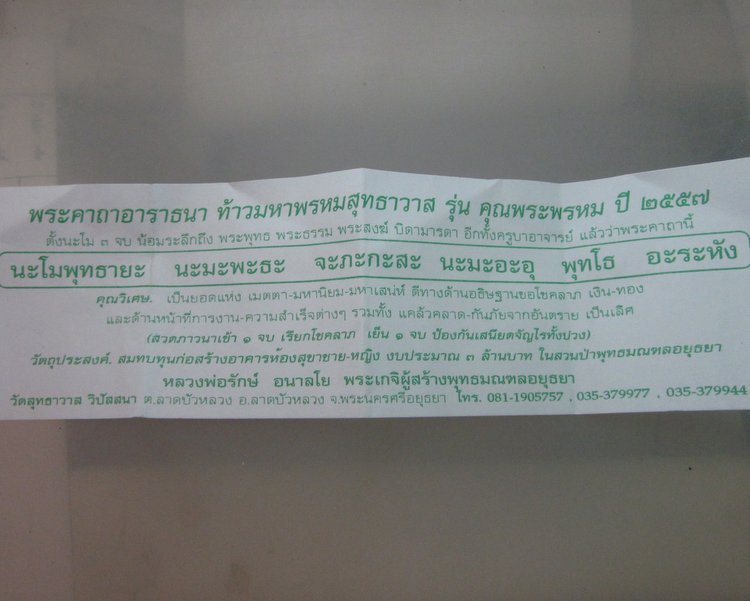 พระคาถาอาราธนา ท้าวมหาพรหมสุทธาวาส รุ่น คุณพระพรหม ปี ๒๕๕๗
ตั้งนะโม ๓ จบ น้อมระลึกถึง พระพุทธ พระธรรม พระสงฆ์ บิดามารดา อีกทั้งครูบาอาจารย์ แล้วว่าพระคาถานี้
นะโมพุทธายะ นะมะพะธะ จะภะกะสะ นะมะอะอุ พุทโธ อะระหัง
คุณวิเศษ. เป็นยอดแห่ง เมตตา-มหานิยม-มหาเสน่ห์ ดีทางด้านอธิษฐานขอโชคลาภ เงิน-ทอง
และด้านหน้าที่การงาน-ความสำเร็จต่างๆ รวมทั้ง แคล้วคลาด-กันภัยจากอันตราย เป็นเลิศ
(สวดภาวนาเช้า ๑ จบ เรียกโชคลาภ เย็น ๑ จบ ป้องกันเสนียดจัญไรทั้งปวง)
วัตถุประสงค์. สมทบทุนก่อสร้างอาคารห้องสุขาชาย-หญิง งบประมาณ ๓ ล้านบาท ในสวนป่าพุทธมณฑลอยุธยา
หลวงพ่อรักษ์ อนาลโย พระเกจิผู้สร้างพุทธมณฑลอยุธยา
วัดสุทธาวาส วิปัสสนา ต.ลาดบัวหลวง อ.ลาดบัวหลวง จ.พระนครศรีอยุธยา โทร. 081-1905757 , 035-379977 , 035-379944